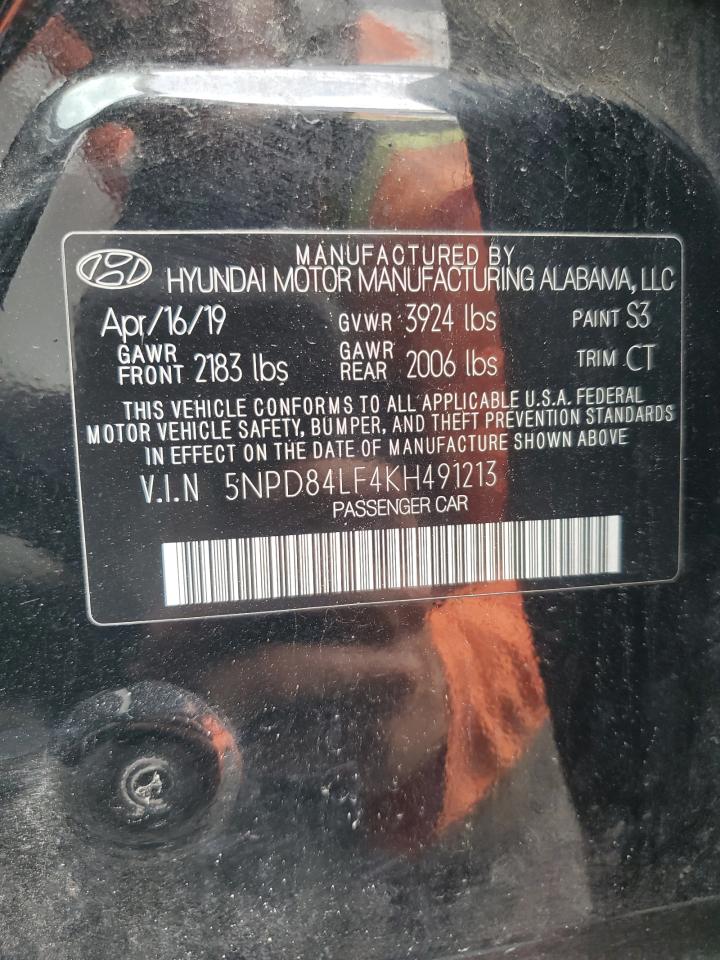 MANUFACTURED BY
HYUNDAI MOTOR MANUFACTURING ALABAMA, LLC
Apr/16/19 GVWR 3924 lbs PAINT S3
GAWR FRONT 2183 lbs GAWR REAR 2006 lbs TRIM CT
THIS VEHICLE CONFORMS TO ALL APPLICABLE U.S.A. FEDERAL
MOTOR VEHICLE SAFETY, BUMPER, AND THEFT PREVENTION STANDARDS
IN EFFECT ON THE DATE OF MANUFACTURE SHOWN ABOVE
V.I.N 5NPD84LF4KH491213
PASSENGER CAR